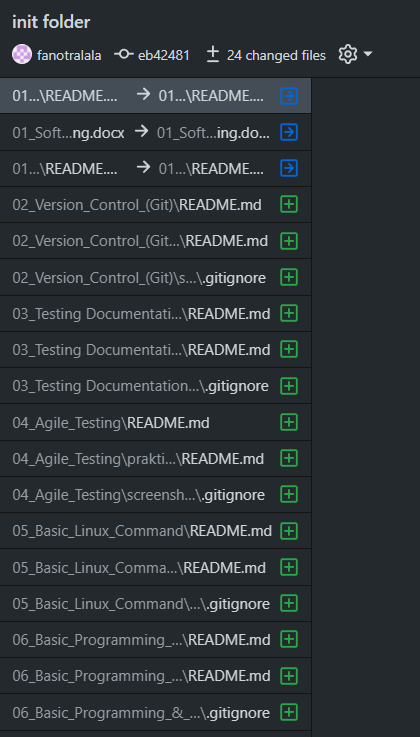 init folder
fanotralala eb42481 24 changed files
01...\README.... → 01...\README....
01_Soft...ng.docx → 01_Soft...ing.do...
01...\README.... → 01...\README....
02_Version_Control_(Git)\README.md
02_Version_Control_(Git...\README.md
02_Version_Control_(Git)\s...\.gitignore
03_Testing Documentati...\README.md
03_Testing Documentati...\README.md
03_Testing Documentation...\.gitignore
04_Agile_Testing\README.md
04_Agile_Testing\prakti...\README.md
04_Agile_Testing\screensh...\.gitignore
05_Basic_Linux_Command\README.md
05_Basic_Linux_Comma...\README.md
05_Basic_Linux_Command\...\.gitignore
06_Basic_Programming_...\README.md
06_Basic_Programming_...\README.md
06_Basic_Programming_&_...\.gitignore